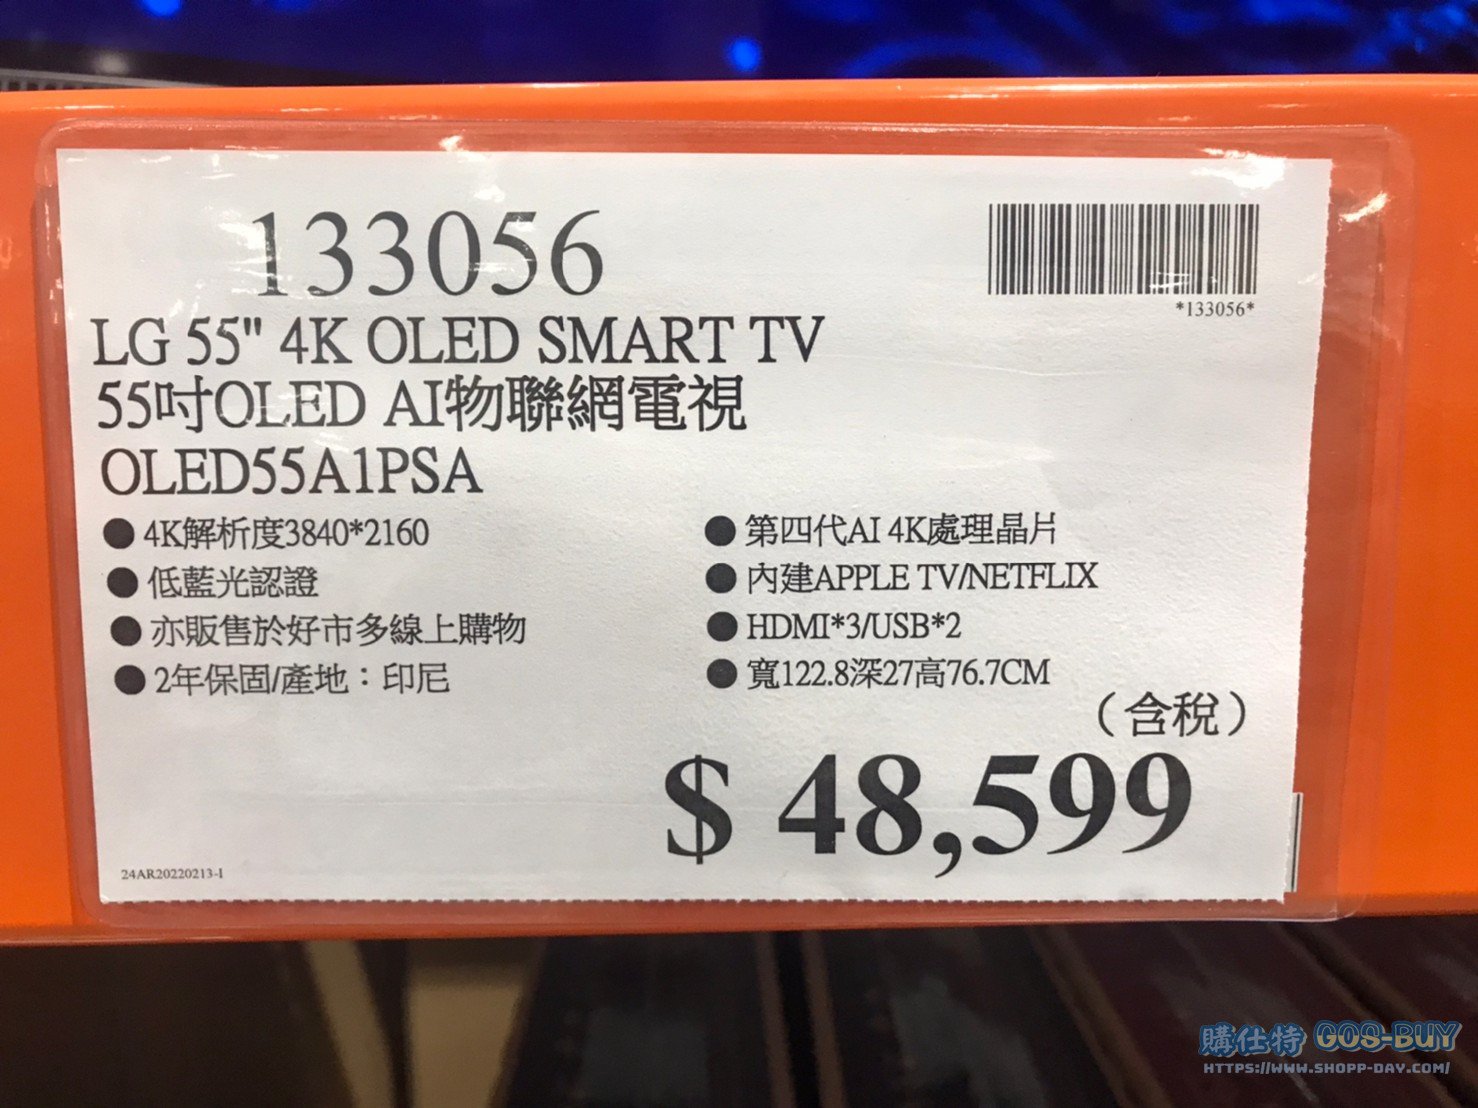 133056
*133056*
LG 55" 4K OLED SMART TV
55吋OLED AI物聯網電視
OLED55A1PSA
●4K解析度3840*2160
●低藍光認證
●亦販售於好市多線上購物
●2年保固/產地：印尼
●第四代AI 4K處理晶片
●內建APPLE TV/NETFLIX
●HDMI*3/USB*2
●寬122.8深27高76.7CM
（含稅）
$ 48,599
24AR20220213-1
購仕特 GOS-BUY
HTTPS://WWW.SHOPP-DAY.COM/